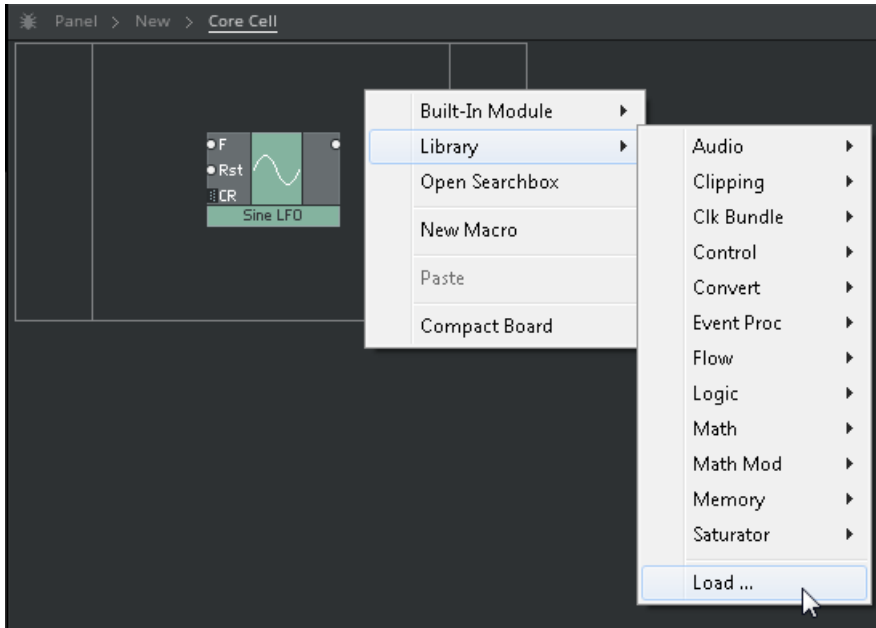 Panel > New > Core Cell
F
Rst
CR
Sine LFO
Built-In Module
Library
Open Searchbox
New Macro
Paste
Compact Board
Audio
Clipping
Clk Bundle
Control
Convert
Event Proc
Flow
Logic
Math
Math Mod
Memory
Saturator
Load ...